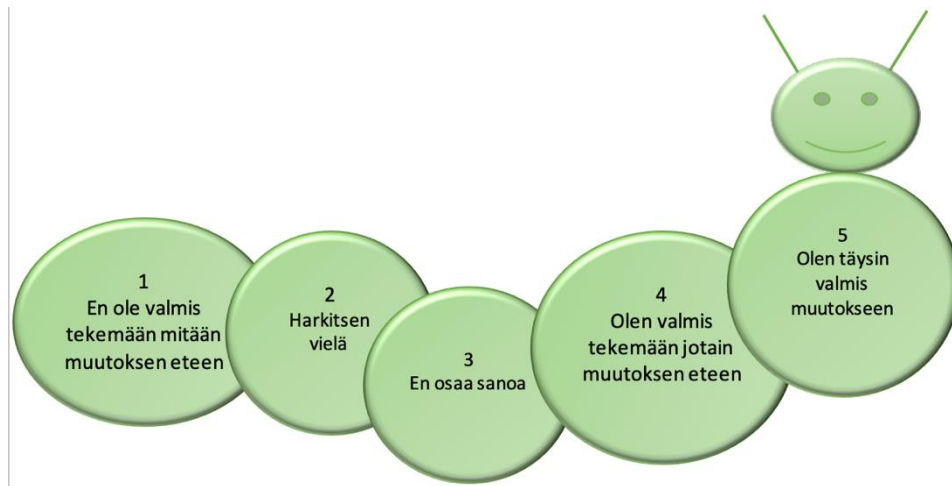 1
En ole valmis
tekemään mitään
muutoksen eteen
2
Harkitsen
vielä
3
En osaa sanoa
4
Olen valmis
tekemään jotain
muutoksen eteen
5
Olen täysin
valmis
muutokseen